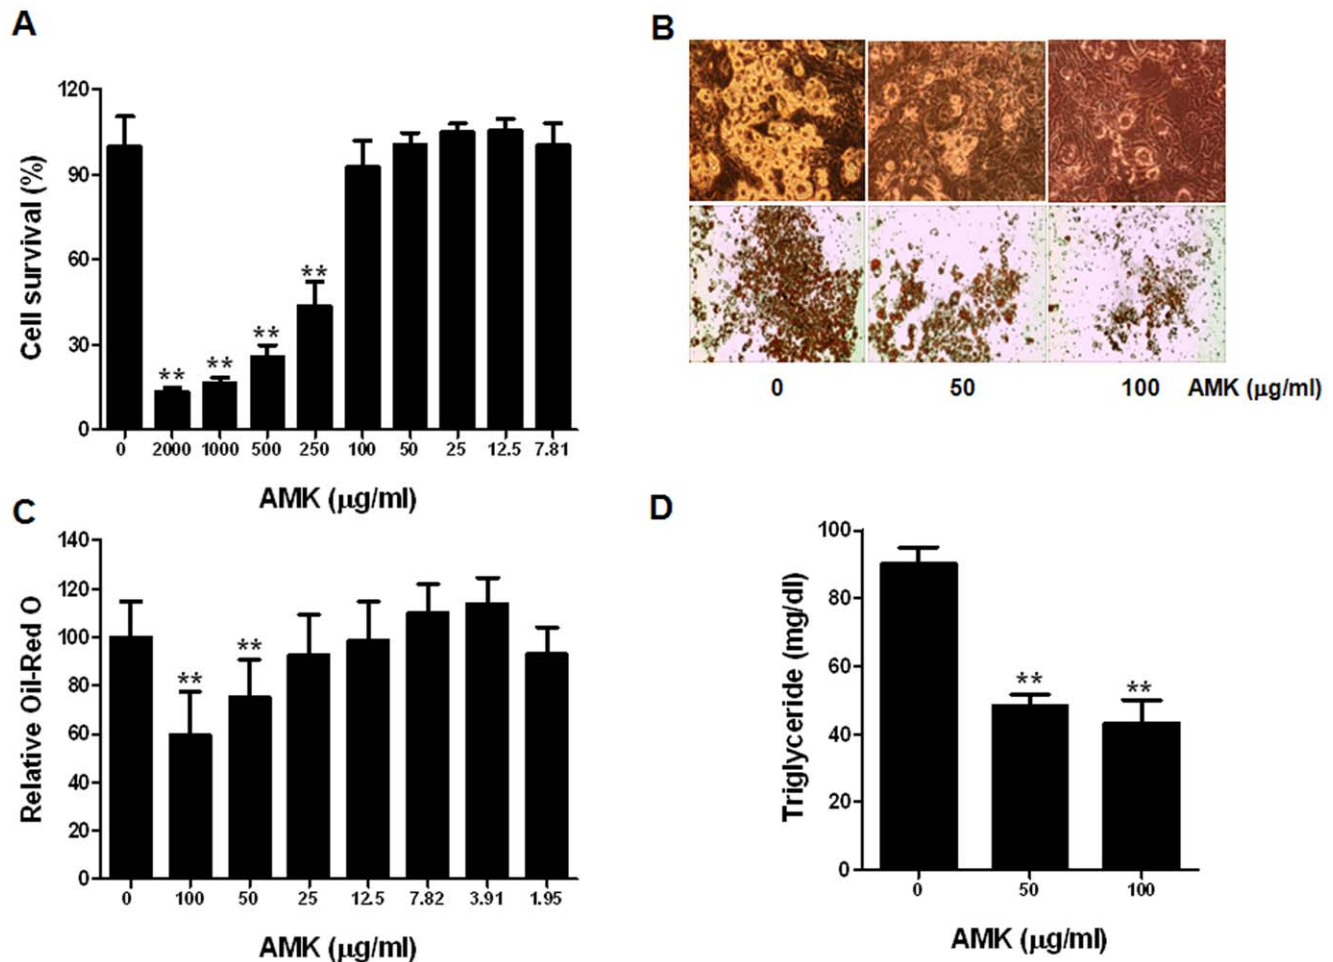 A
Cell survival (%)
120
90
60
30
0
**
**
**
**
0 2000 1000 500 250 100 50 25 12.5 7.81
AMK (μg/ml)
B
0 50 100 AMK (μg/ml)
C
Relative Oil-Red O
140
120
100
80
60
40
20
0
**
**
0 100 50 25 12.5 7.82 3.91 1.95
AMK (μg/ml)
D
Triglyceride (mg/dl)
100
80
60
40
20
0
**
**
0 50 100
AMK (μg/ml)